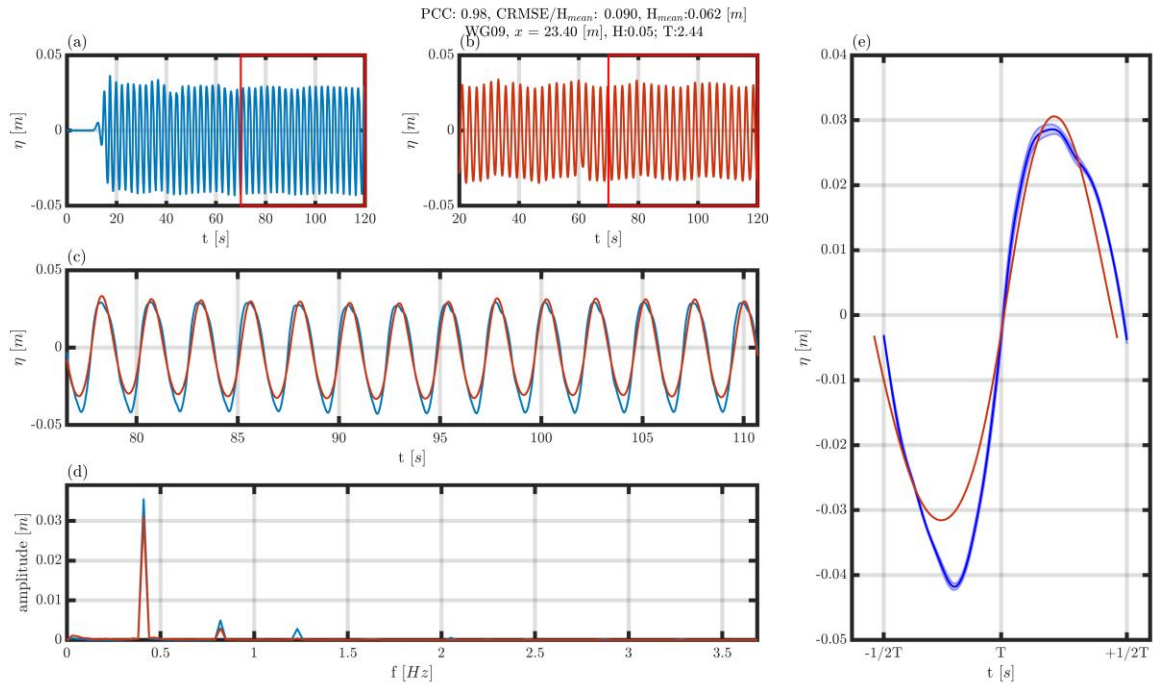 PCC: 0.98, CRMSE/H_mean: 0.090, H_mean:0.062 [m]
WG09, x = 23.40 [m], H:0.05; T:2.44
(a)
0.05
0
-0.05
η [m]
0 20 40 60 80 100 120
t [s]
(b)
0.05
0
-0.05
η [m]
20 40 60 80 100 120
t [s]
(c)
0.05
0
-0.05
η [m]
80 85 90 95 100 105 110
t [s]
(d)
0.03
0.02
0.01
0
amplitude [m]
0 0.5 1 1.5 2 2.5 3 3.5
f [Hz]
(e)
0.04
0.03
0.02
0.01
0
-0.01
-0.02
-0.03
-0.04
-0.05
η [m]
-1/2T T +1/2T
t [s]